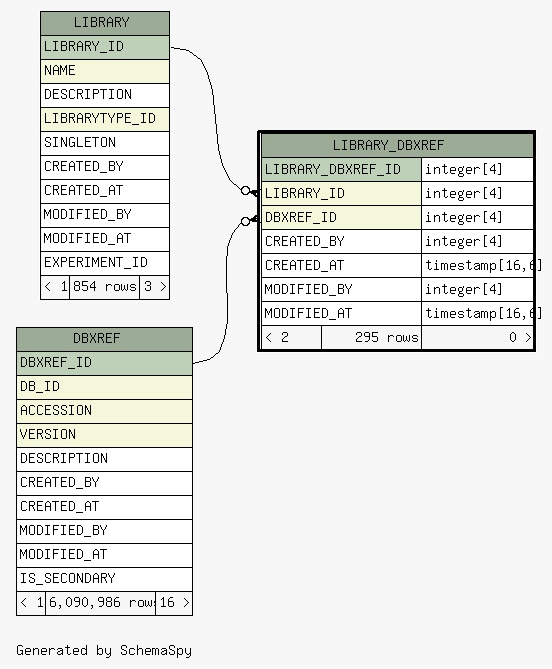 LIBRARY
LIBRARY_ID
NAME
DESCRIPTION
LIBRARYTYPE_ID
SINGLETON
CREATED_BY
CREATED_AT
MODIFIED_BY
MODIFIED_AT
EXPERIMENT_ID
< 1 854 rows 3 >
LIBRARY_DBXREF
LIBRARY_DBXREF_ID integer[4]
LIBRARY_ID integer[4]
DBXREF_ID integer[4]
CREATED_BY integer[4]
CREATED_AT timestamp[16,6]
MODIFIED_BY integer[4]
MODIFIED_AT timestamp[16,6]
< 2 295 rows 0 >
DBXREF
DBXREF_ID
DB_ID
ACCESSION
VERSION
DESCRIPTION
CREATED_BY
CREATED_AT
MODIFIED_BY
MODIFIED_AT
IS_SECONDARY
< 1 6,090,986 rows 16 >
Generated by SchemaSpy